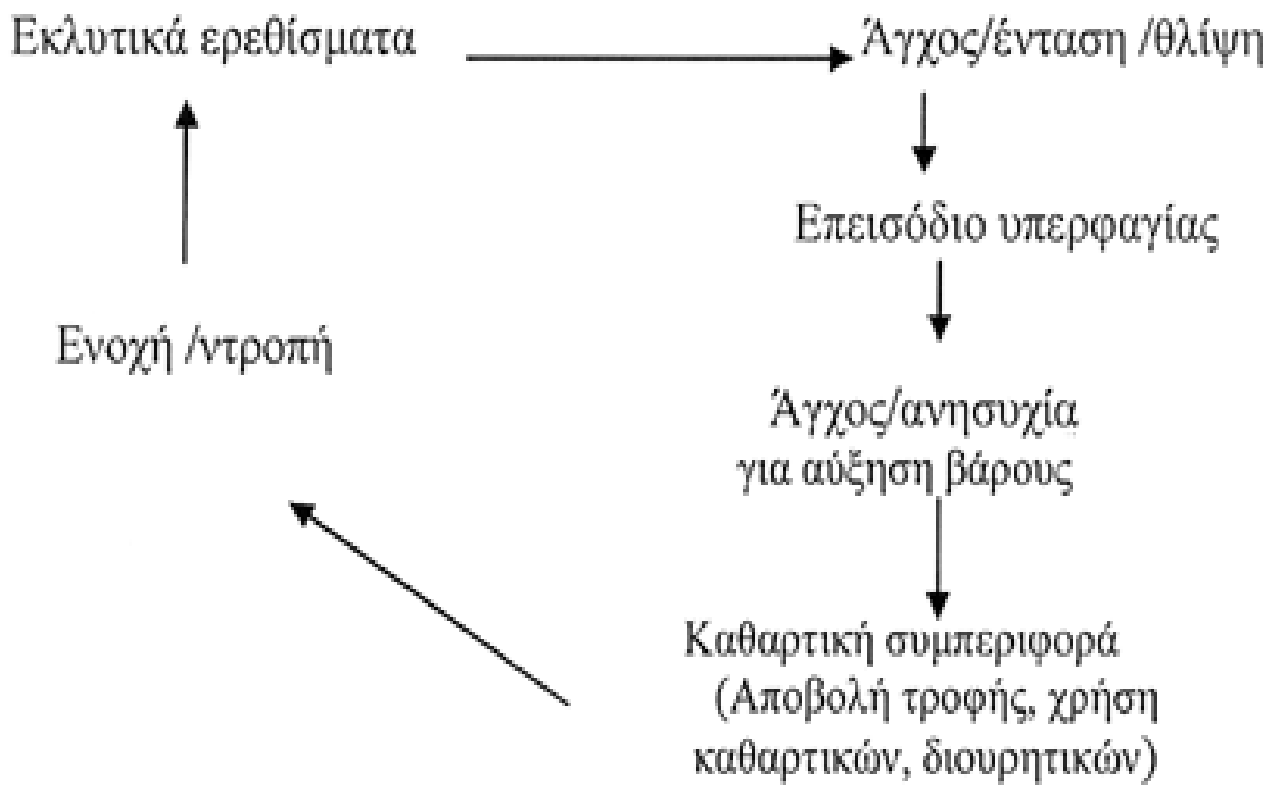 Εκλυτικά ερεθίσματα
Άγχος/ένταση /θλίψη
Επεισόδιο υπερφαγίας
Άγχος/ανησυχία
για αύξηση βάρους
Καθαρτική συμπεριφορά
(Αποβολή τροφής, χρήση
καθαρτικών, διουρητικών)
Ενοχή /ντροπή